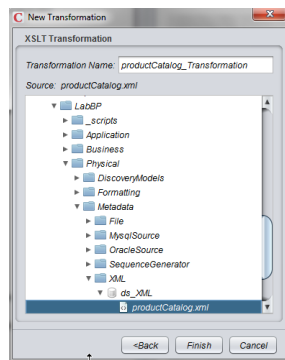 New Transformation
XSLT Transformation
Transformation Name: productCatalog_Transformation
Source: productCatalog.xml
LabBP
_scripts
Application
Business
Physical
DiscoveryModels
Formatting
Metadata
File
MysqlSource
OracleSource
SequenceGenerator
XML
ds_XML
productCatalog.xml
<Back Finish Cancel